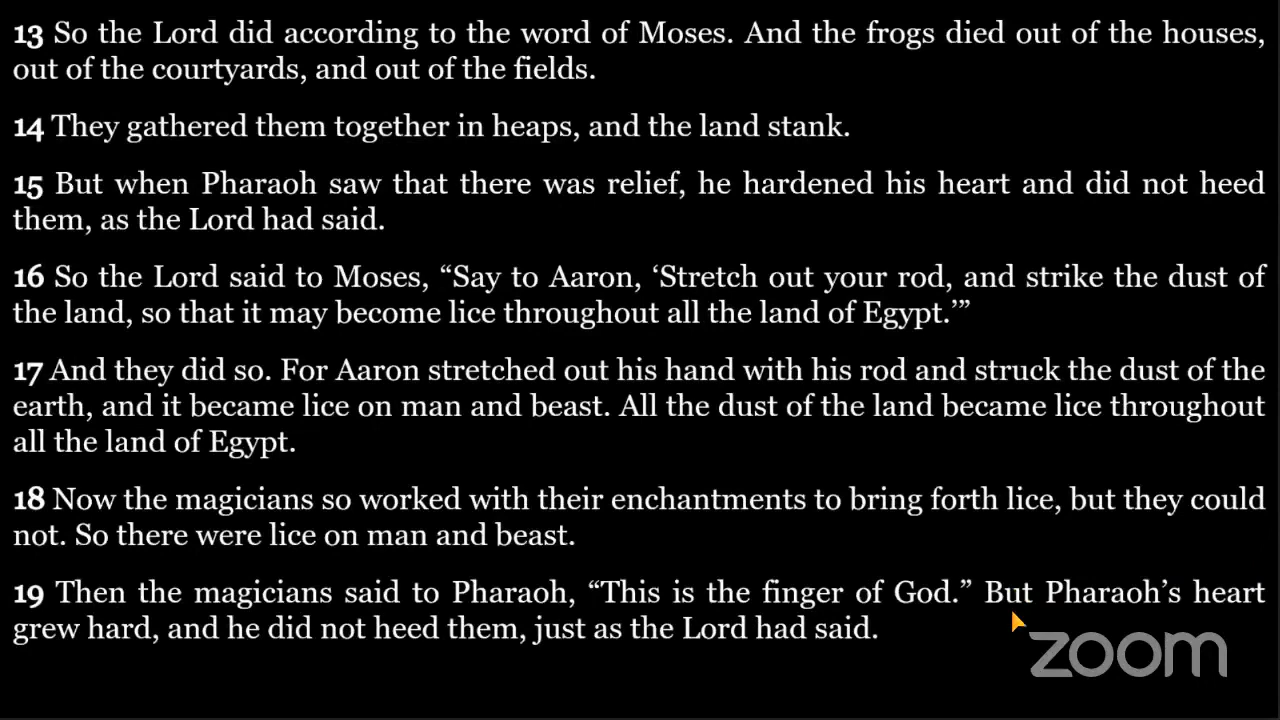 13 So the Lord did according to the word of Moses. And the frogs died out of the houses,
out of the courtyards, and out of the fields.
14 They gathered them together in heaps, and the land stank.
15 But when Pharaoh saw that there was relief, he hardened his heart and did not heed
them, as the Lord had said.
16 So the Lord said to Moses, “Say to Aaron, ‘Stretch out your rod, and strike the dust of
the land, so that it may become lice throughout all the land of Egypt.’”
17 And they did so. For Aaron stretched out his hand with his rod and struck the dust of the
earth, and it became lice on man and beast. All the dust of the land became lice throughout
all the land of Egypt.
18 Now the magicians so worked with their enchantments to bring forth lice, but they could
not. So there were lice on man and beast.
19 Then the magicians said to Pharaoh, “This is the finger of God.” But Pharaoh’s heart
grew hard, and he did not heed them, just as the Lord had said.
zoom